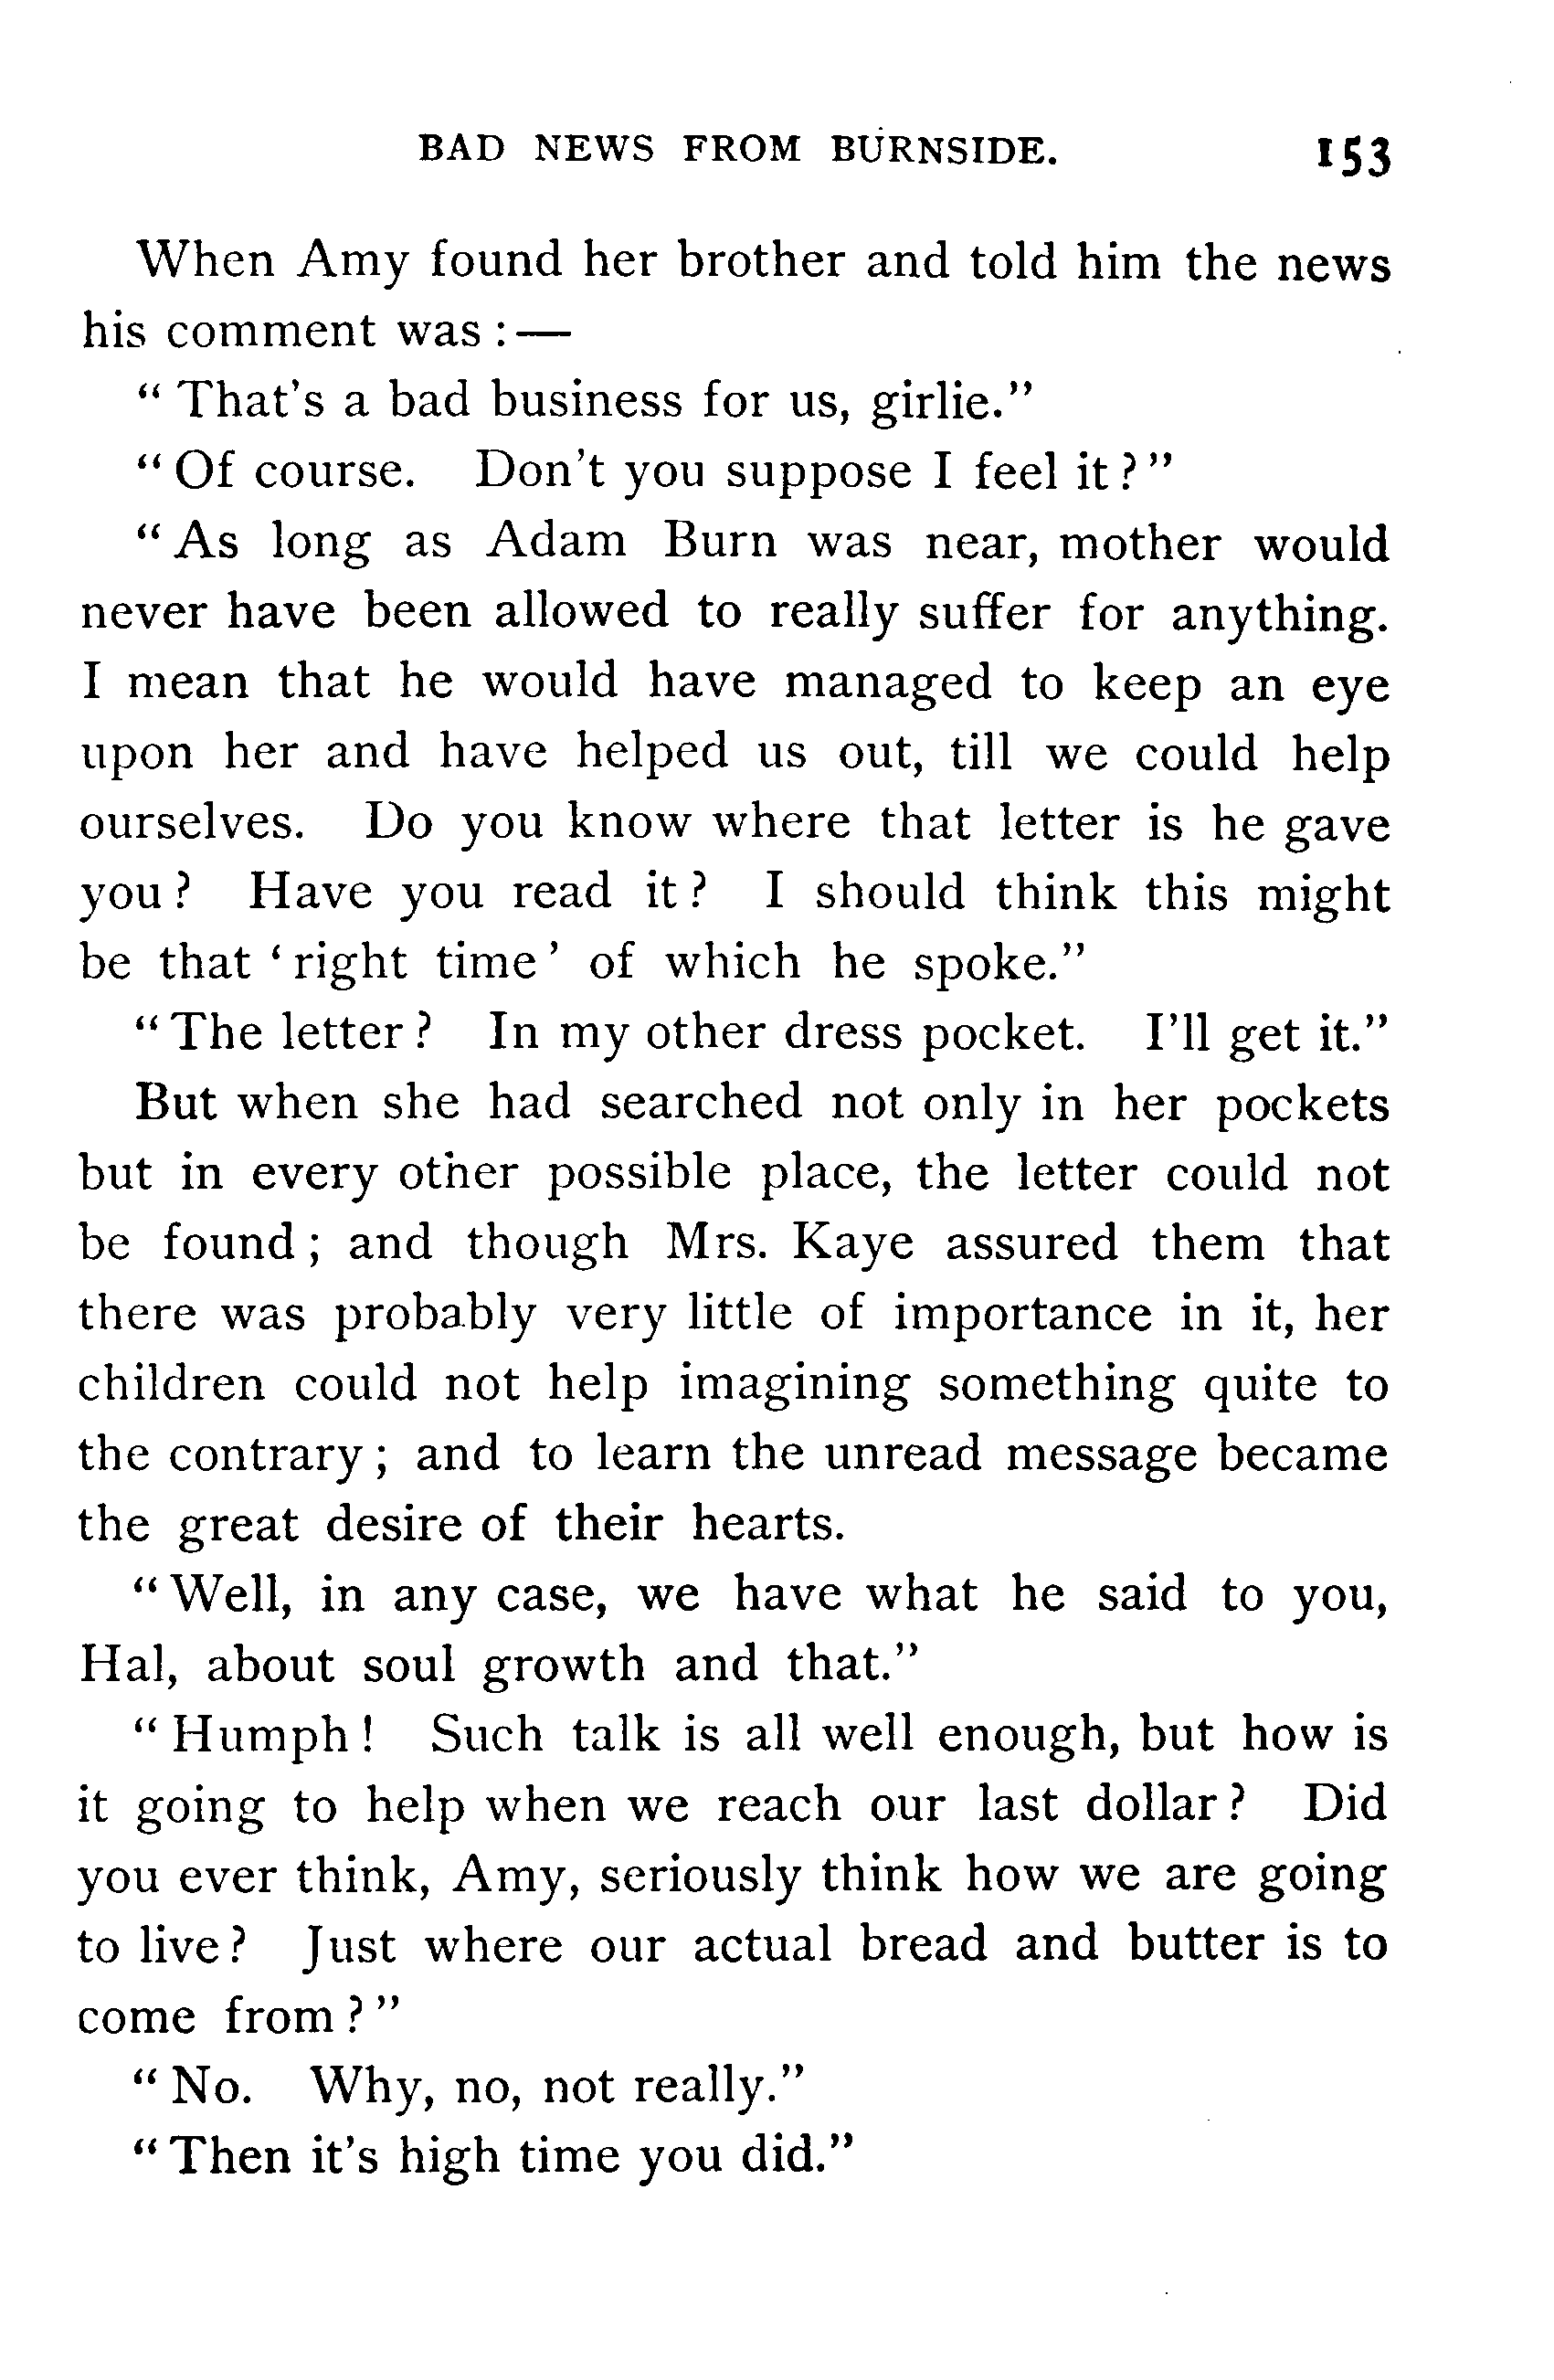 BAD NEWS FROM BURNSIDE. 153
When Amy found her brother and told him the news
his comment was :—
“ That’s a bad business for us, girlie.”
“ Of course. Don’t you suppose I feel it ? ”
“ As long as Adam Burn was near, mother would
never have been allowed to really suffer for anything.
I mean that he would have managed to keep an eye
upon her and have helped us out, till we could help
ourselves. Do you know where that letter is he gave
you ? Have you read it ? I should think this might
be that ‘ right time ’ of which he spoke.”
“ The letter ? In my other dress pocket. I’ll get it.”
But when she had searched not only in her pockets
but in every other possible place, the letter could not
be found ; and though Mrs. Kaye assured them that
there was probably very little of importance in it, her
children could not help imagining something quite to
the contrary ; and to learn the unread message became
the great desire of their hearts.
“ Well, in any case, we have what he said to you,
Hal, about soul growth and that.”
“ Humph ! Such talk is all well enough, but how is
it going to help when we reach our last dollar ? Did
you ever think, Amy, seriously think how we are going
to live ? Just where our actual bread and butter is to
come from ? ”
“ No. Why, no, not really.”
“ Then it’s high time you did.”